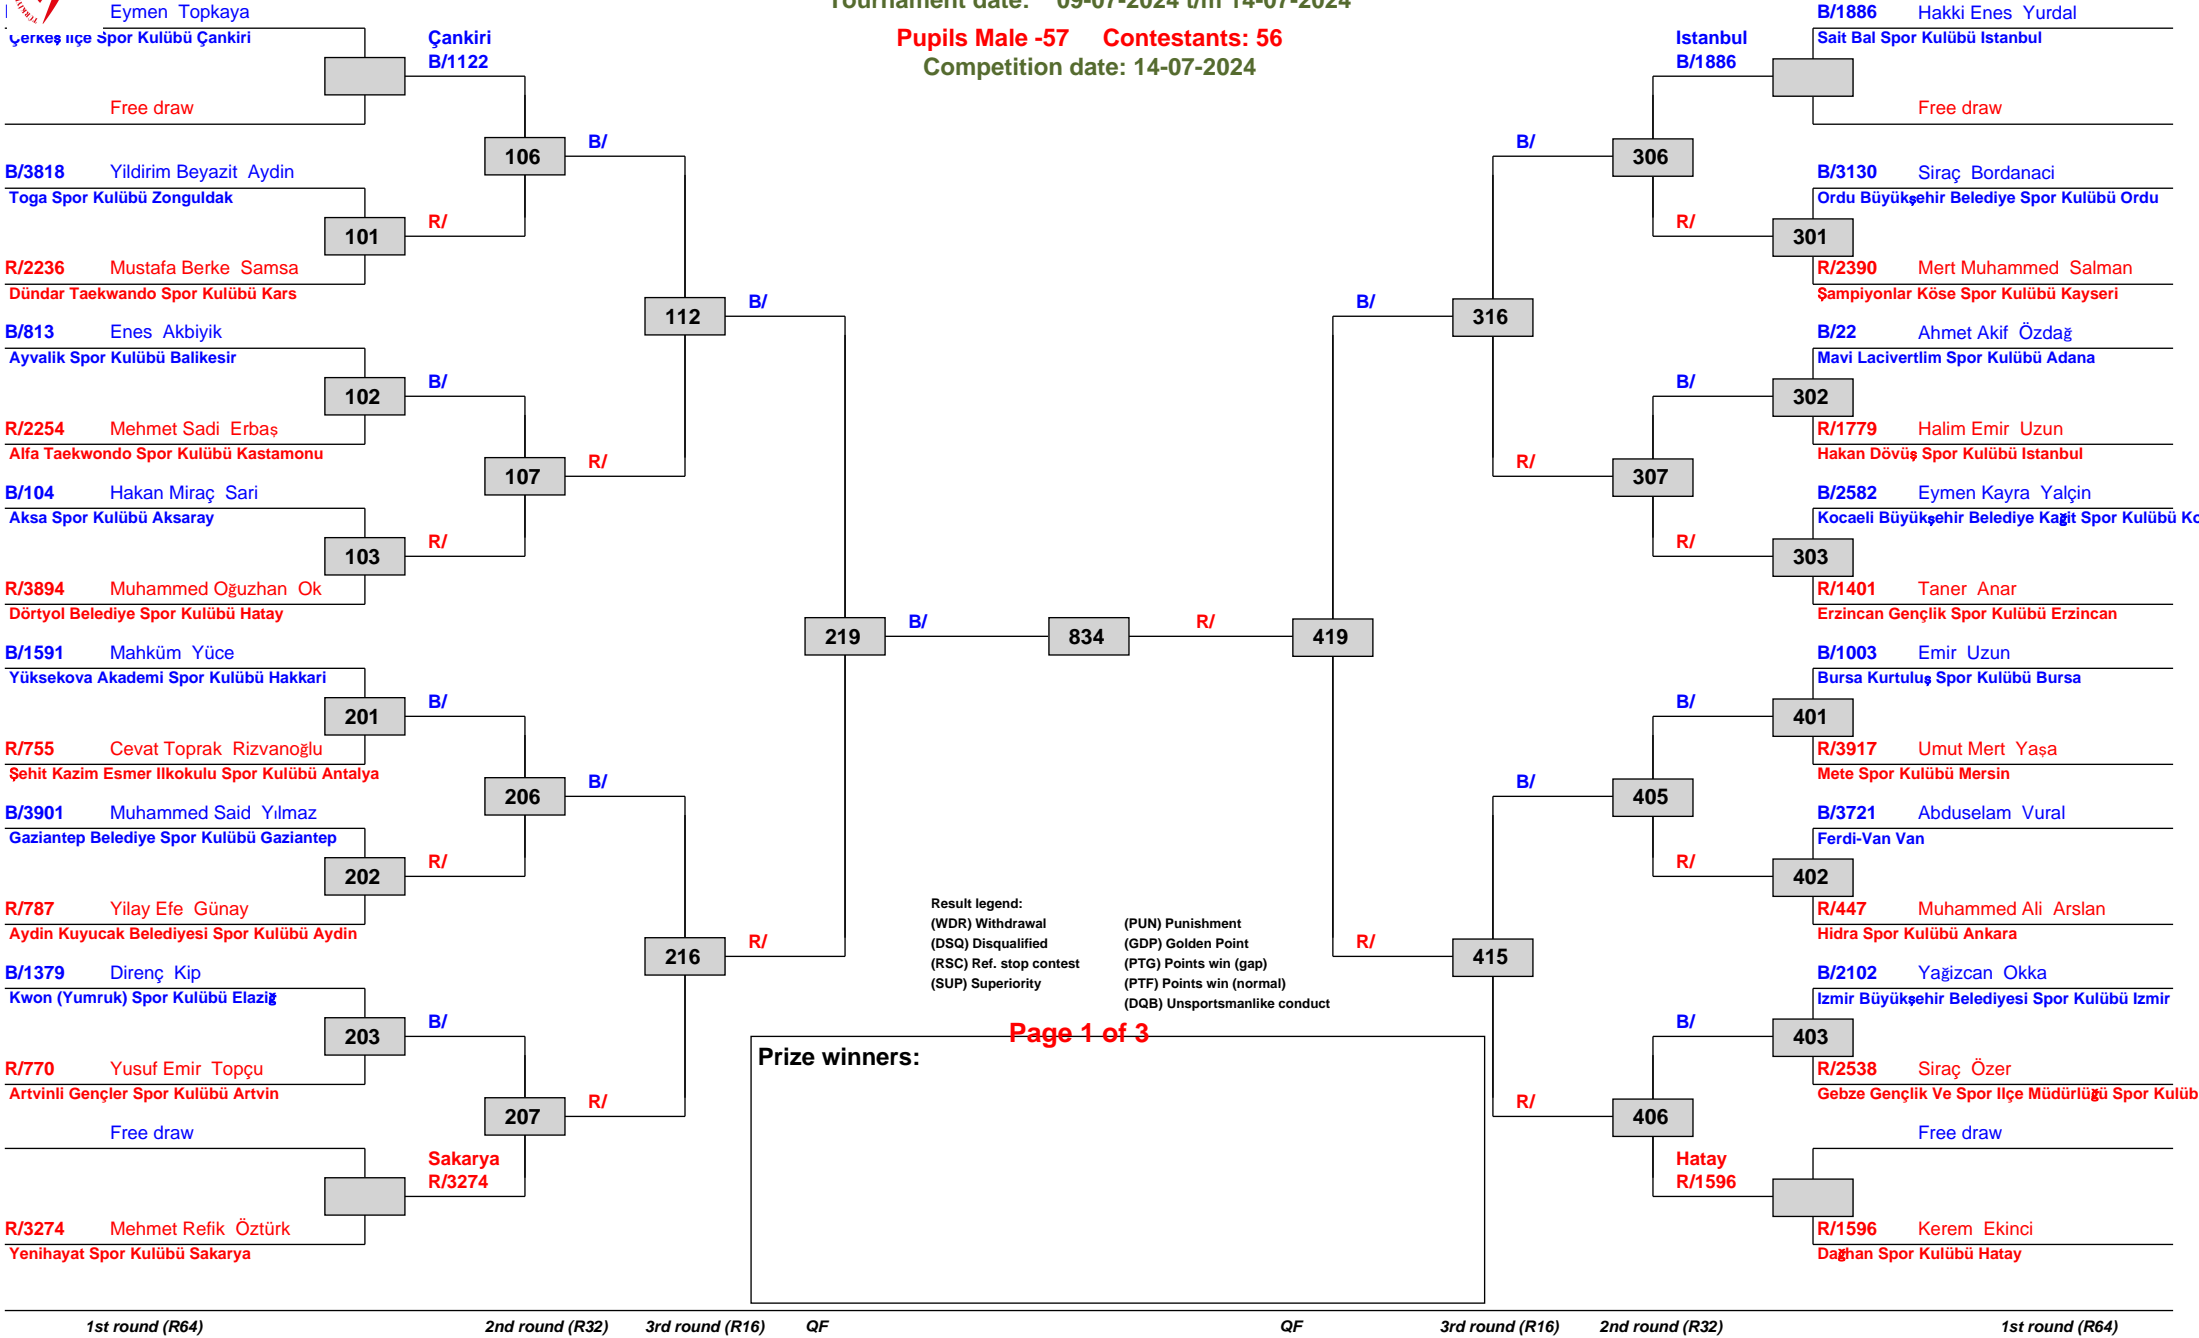 Tournament date: 09-07-2024 t/m 14-07-2024
Pupils Male -57 Contestants: 56
Competition date: 14-07-2024
Eymen Topkaya
Çerkeş Ilçe Spor Kulübü Çankiri
Çankiri
B/1122
Free draw
106
B/
B/3818 Yildirim Beyazit Aydin
Toga Spor Kulübü Zonguldak
101
R/
R/2236 Mustafa Berke Samsa
Dündar Taekwando Spor Kulübü Kars
112
B/
B/813 Enes Akbiyik
Ayvalik Spor Kulübü Balikesir
102
B/
R/2254 Mehmet Sadi Erbaş
Alfa Taekwondo Spor Kulübü Kastamonu
107
R/
B/104 Hakan Miraç Sari
Aksa Spor Kulübü Aksaray
103
R/
R/3894 Muhammed Oğuzhan Ok
Dörtyol Belediye Spor Kulübü Hatay
219
B/
834
R/
419
B/1591 Mahküm Yüce
Yüksekova Akademi Spor Kulübü Hakkari
201
B/
R/755 Cevat Toprak Rizvanoğlu
Şehit Kazim Esmer Ilkokulu Spor Kulübü Antalya
206
B/
B/3901 Muhammed Said Yılmaz
Gaziantep Belediye Spor Kulübü Gaziantep
202
R/
R/787 Yilay Efe Günay
Aydin Kuyucak Belediyesi Spor Kulübü Aydin
216
R/
B/1379 Direnç Kip
Kwon (Yumruk) Spor Kulübü Elaziğ
203
B/
R/770 Yusuf Emir Topçu
Artvinli Gençler Spor Kulübü Artvin
207
R/
Free draw
Sakarya
R/3274
R/3274 Mehmet Refik Öztürk
Yenihayat Spor Kulübü Sakarya
B/1886 Hakki Enes Yurdal
Sait Bal Spor Kulübü Istanbul
Istanbul
B/1886
Free draw
B/
306
B/3130 Siraç Bordanaci
Ordu Büyükşehir Belediye Spor Kulübü Ordu
R/
301
R/2390 Mert Muhammed Salman
Şampiyonlar Köse Spor Kulübü Kayseri
B/
316
B/22 Ahmet Akif Özdağ
Mavi Lacivertlim Spor Kulübü Adana
B/
302
R/1779 Halim Emir Uzun
Hakan Dövüş Spor Kulübü Istanbul
R/
307
B/2582 Eymen Kayra Yalçin
Kocaeli Büyükşehir Belediye Kağit Spor Kulübü Ko
R/
303
R/1401 Taner Anar
Erzincan Gençlik Spor Kulübü Erzincan
B/1003 Emir Uzun
Bursa Kurtuluş Spor Kulübü Bursa
B/
401
R/3917 Umut Mert Yaşa
Mete Spor Kulübü Mersin
B/
405
B/3721 Abduselam Vural
Ferdi-Van Van
R/
402
R/447 Muhammed Ali Arslan
Hidra Spor Kulübü Ankara
R/
415
B/2102 Yağizcan Okka
Izmir Büyükşehir Belediyesi Spor Kulübü Izmir
B/
403
R/2538 Siraç Özer
Gebze Gençlik Ve Spor Ilçe Müdürlüğü Spor Kulüb
R/
406
Free draw
Hatay
R/1596
R/1596 Kerem Ekinci
Dağhan Spor Kulübü Hatay
Result legend:
(WDR) Withdrawal (PUN) Punishment
(DSQ) Disqualified (GDP) Golden Point
(RSC) Ref. stop contest (PTG) Points win (gap)
(SUP) Superiority (PTF) Points win (normal)
(DQB) Unsportsmanlike conduct
Page 1 of 3
Prize winners:
1st round (R64) 2nd round (R32) 3rd round (R16) QF QF 3rd round (R16) 2nd round (R32) 1st round (R64)